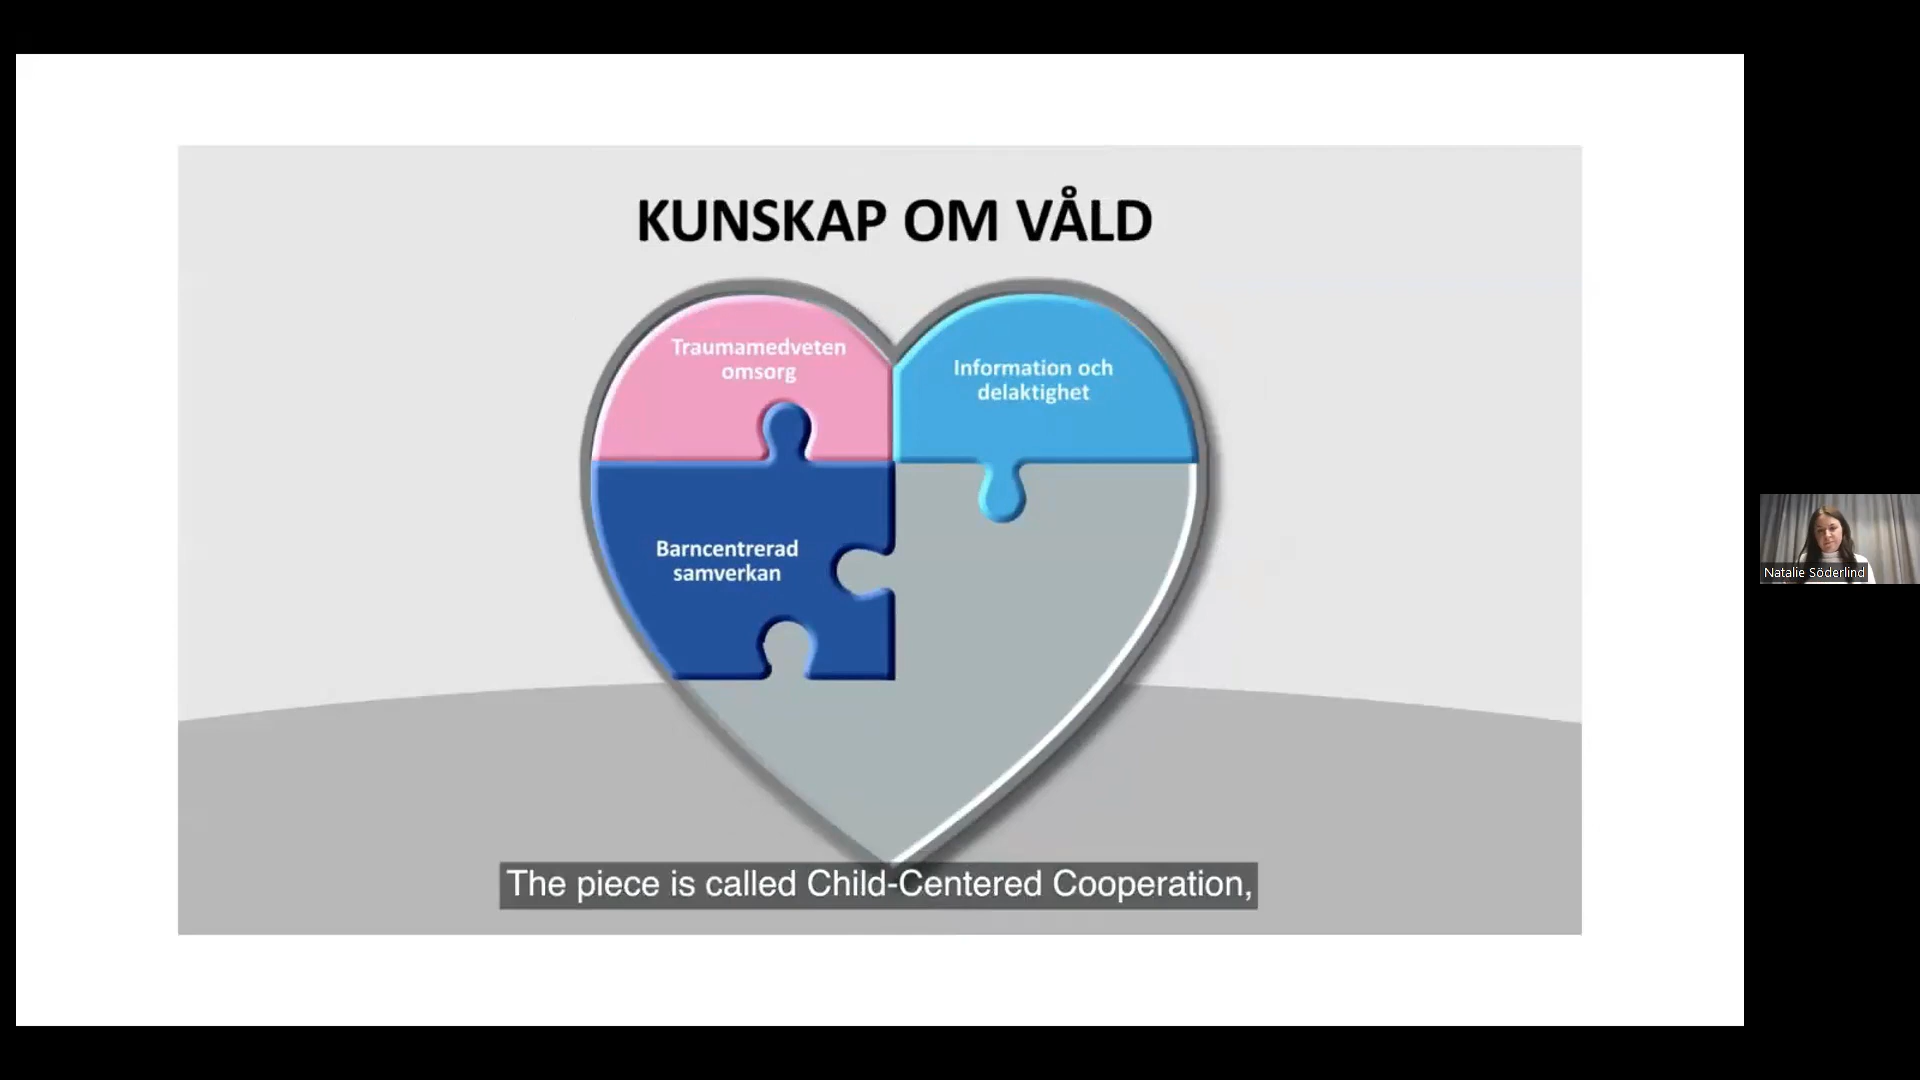 KUNSKAP OM VÅLD
Traumamedveten
omsorg
Information och
delaktighet
Barncentrerad
samverkan
The piece is called Child-Centered Cooperation,
Natalie Söderlind